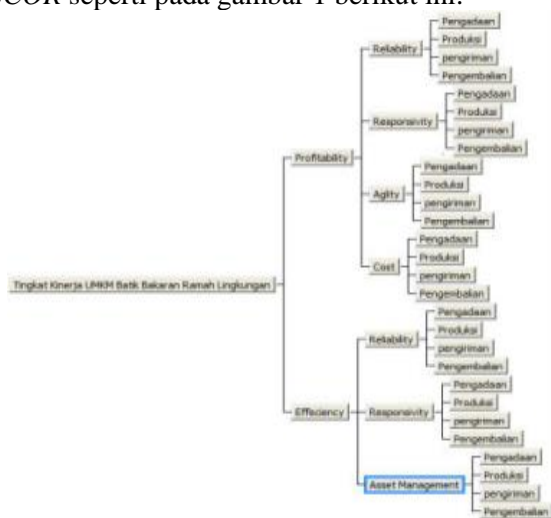 SCOR seperti pada gambar 1 berikut ini:
Tingkat Kinerja UMKM Batik Bakaran Ramah Lingkungan
Profitability
Reliability
Pengadaan
Produksi
pengiriman
Pengembalian
Responsivity
Pengadaan
Produksi
pengiriman
Pengembalian
Aglity
Pengadaan
Produksi
pengiriman
Pengembalian
Cost
Pengadaan
Produksi
pengiriman
Pengembalian
Effeciency
Reliability
Pengadaan
Produksi
pengiriman
Pengembalian
Responsivity
Pengadaan
Produksi
pengiriman
Pengembalian
Asset Management
Pengadaan
Produksi
pengiriman
Pengembalian